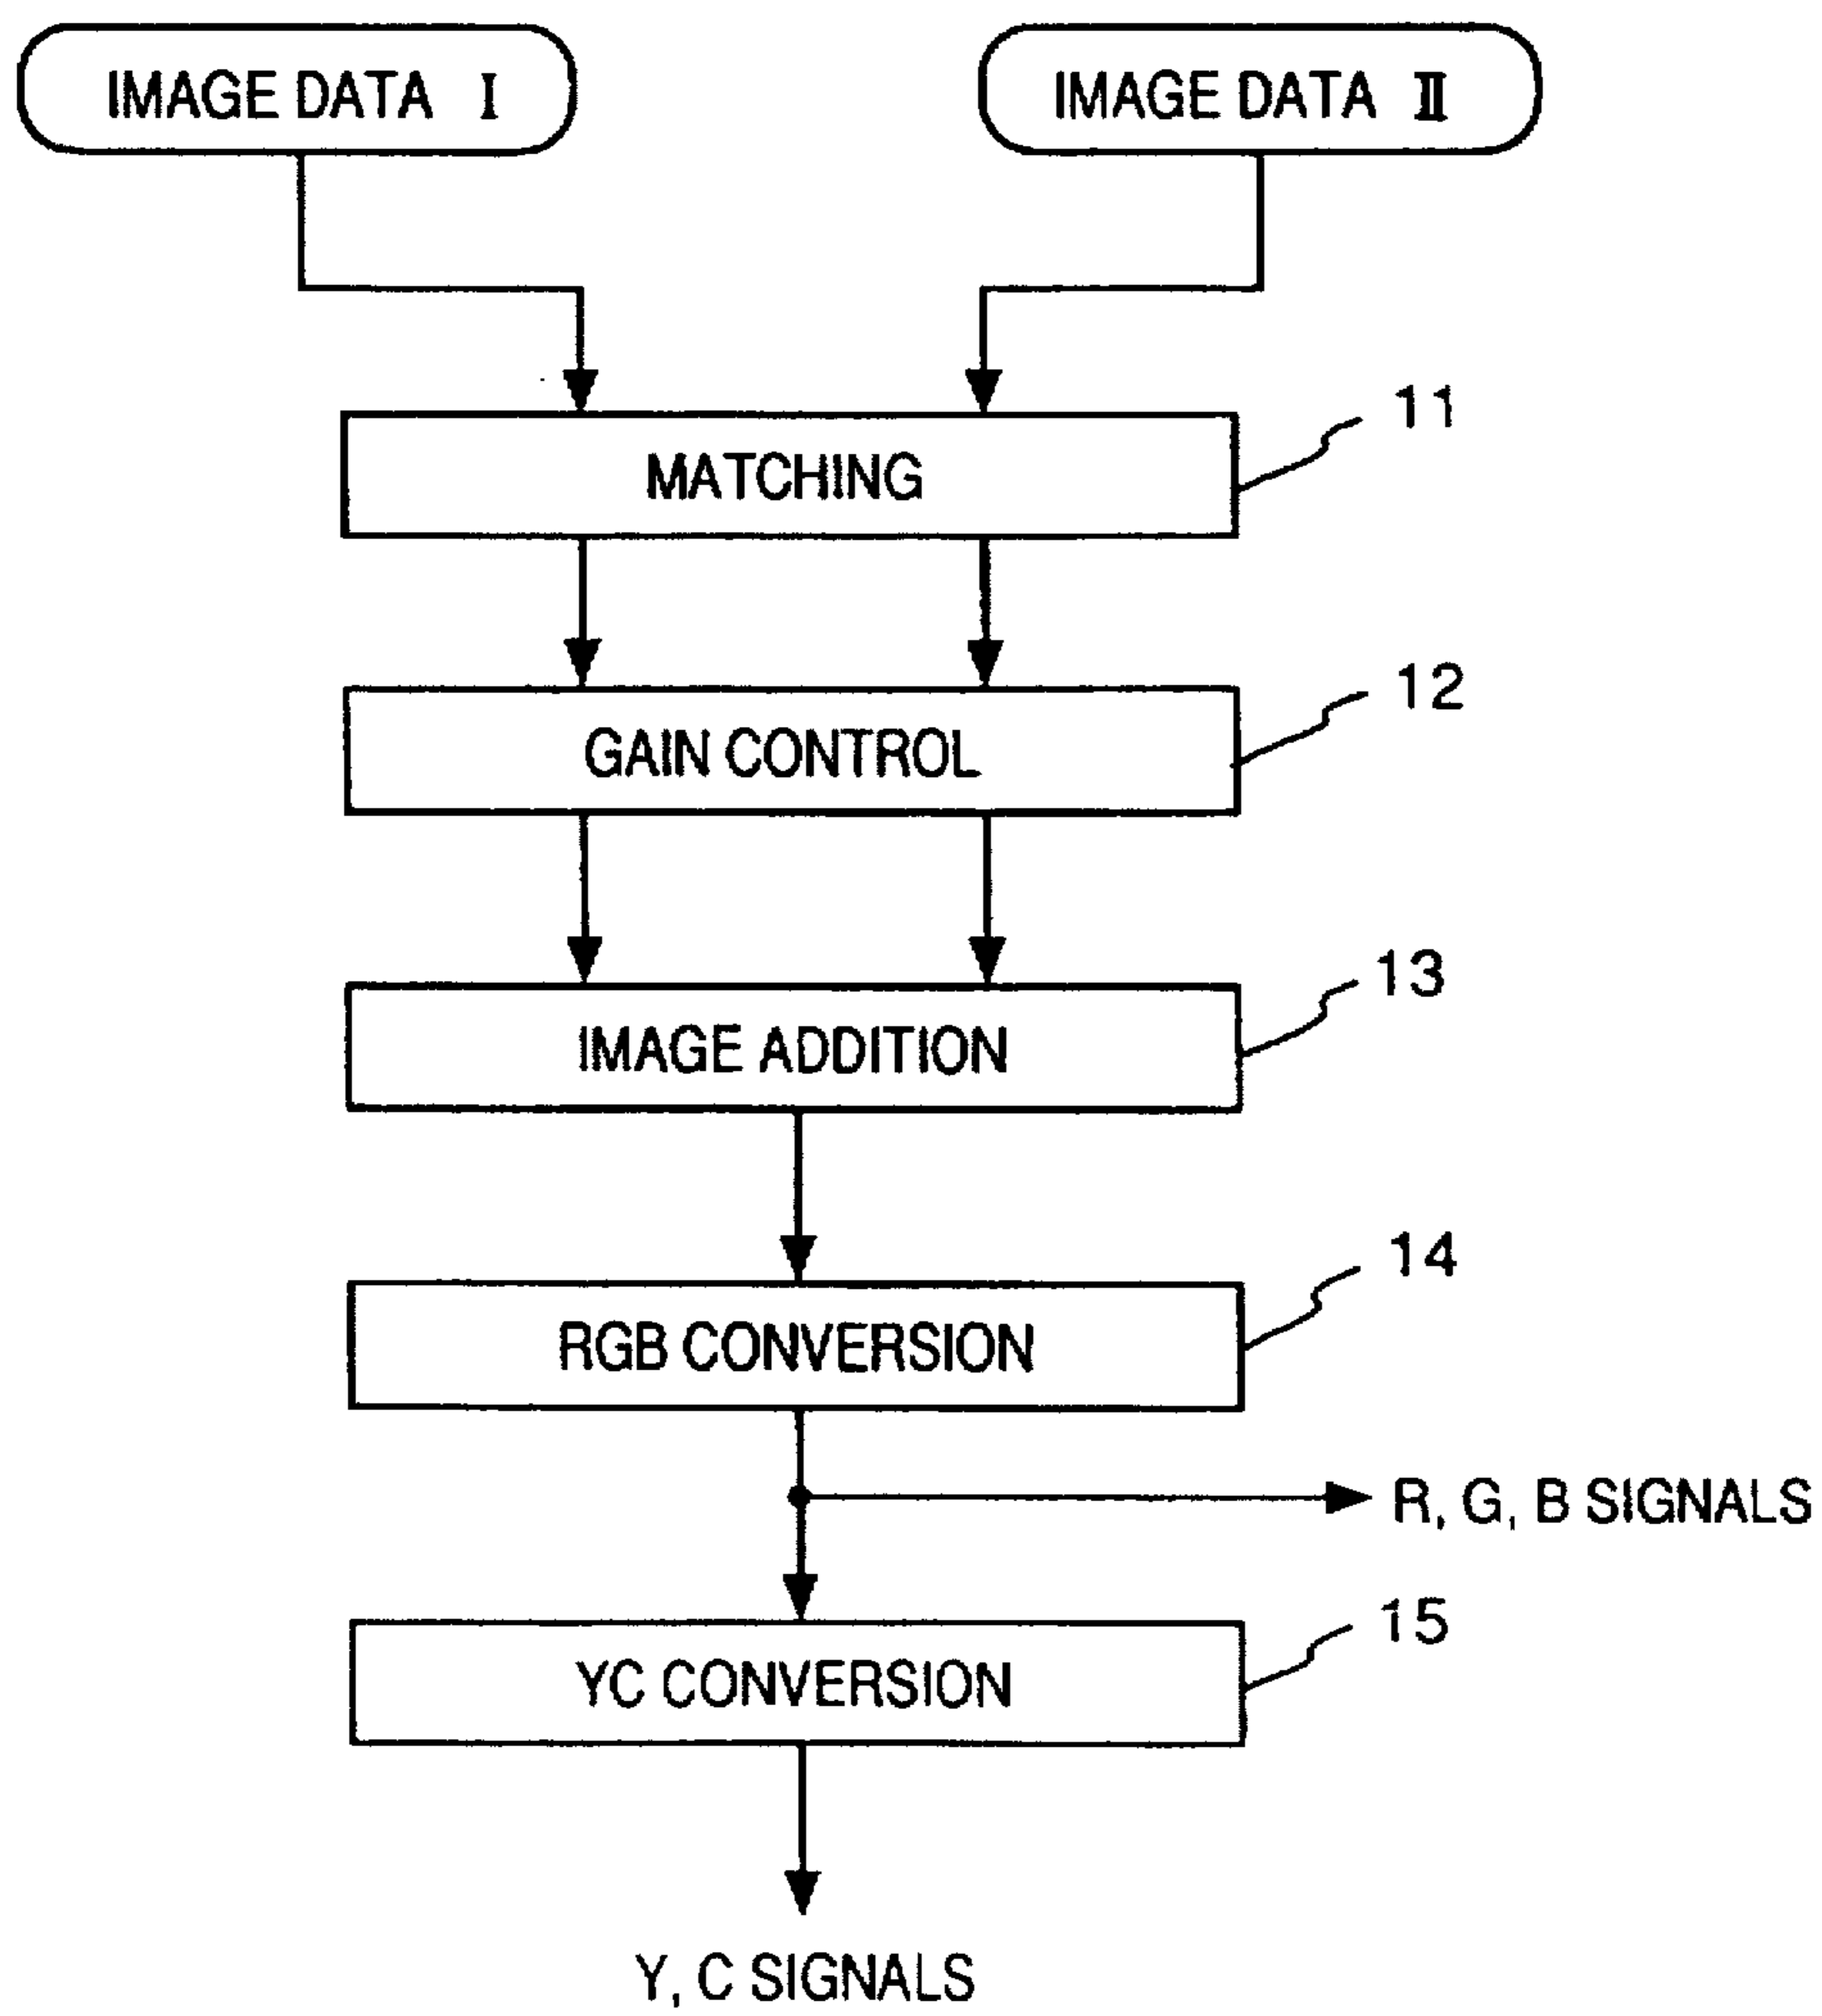 IMAGE DATA I
IMAGE DATA II
11
MATCHING
12
GAIN CONTROL
13
IMAGE ADDITION
14
RGB CONVERSION
R, G, B SIGNALS
15
YC CONVERSION
Y, C SIGNALS